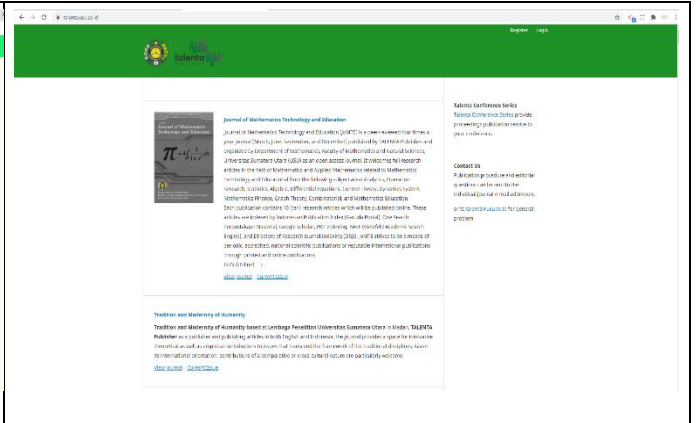 talenta.usu.ac.id
Register Login
talenta
PUBLISHER
Journal of Mathematics
Technology and Education
Journal of Mathematics Technology and Education
Journal of Mathematics Technology and Education (JoMTE) is a peer-reviewed four times a
year journal (March, June, September, and December) published by TALENTA Publisher and
organized by Department of Mathematics, Faculty of Mathematics and Natural Sciences,
Universitas Sumatera Utara (USU) as an open access journal. It welcomes full research
articles in the field of Mathematics and Applied Mathematics related to Mathematics
Technology and Educational from the following subject area: Analytics, Operation
Research, Statistics, Algebra, Differential equations, Control Theory, Dynamics System,
Mathematics Finance, Graph Theory, Combinatorial, and Mathematics Education.
Each publication contains 10 (ten) research articles which will be published online. These
articles are indexed by Indonesian Publication Index (Garuda Portal), One Search
Perpustakaan Nasional, Google Scholar, Indexing, BASE (Bielefeld Academic Search
Engine), and Directory of Research Journal Indexing (DRJI). JoMTE strives to be a means of
periodic, accredited, national scientific publications or reputable international publications
through printed and online publications.
View Journal Current Issue
Tradition and Modernity of Humanity
Tradition and Modernity of Humanity based at Lembaga Penelitian Universitas Sumatera Utara in Medan, TALENTA
Publisher as a publisher and publishing articles in both English and Indonesia. The journal provides a space for innovative
theoretical as well as empirical contributions to issues that transcend the framework of the traditional disciplines. Given
its international orientation, contributions of a comparative or cross-cultural nature are particularly welcome.
View Journal Current Issue
Talenta Conference Series
Talenta Conference Series provide
proceedings publication service to
your conference.
Contact Us
Publication procedure and editorial
questions can be sent to the
individual journal e-mail addresses,
or to talenta@usu.ac.id for general
problem